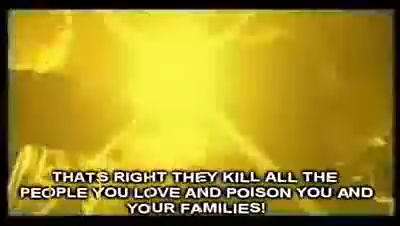 THATS RIGHT THEY KILL ALL THE
PEOPLE YOU LOVE AND POISON YOU AND
YOUR FAMILIES!